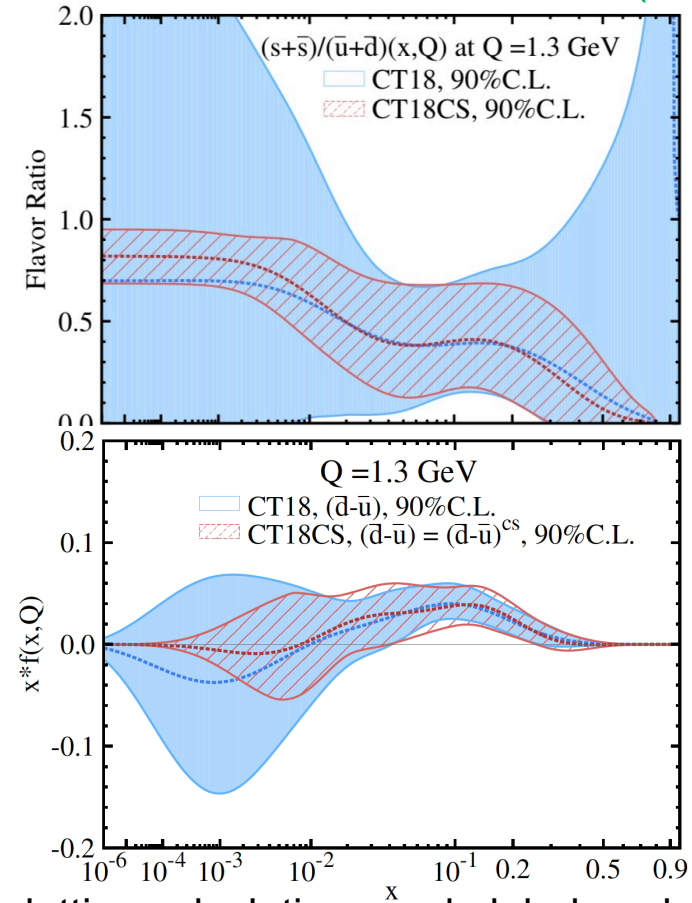 2.0
(s+s̄)/(ū+d̄)(x,Q) at Q =1.3 GeV
CT18, 90%C.L.
CT18CS, 90%C.L.
1.5
1.0
0.5
0.0
Flavor Ratio
0.2
Q =1.3 GeV
CT18, (d̄-ū), 90%C.L.
CT18CS, (d̄-ū) = (d̄-ū)^cs, 90%C.L.
0.1
0.0
-0.1
-0.2
x*f(x,Q)
10^-6 10^-4 10^-3 10^-2 10^-1 0.2 0.5 0.9
x